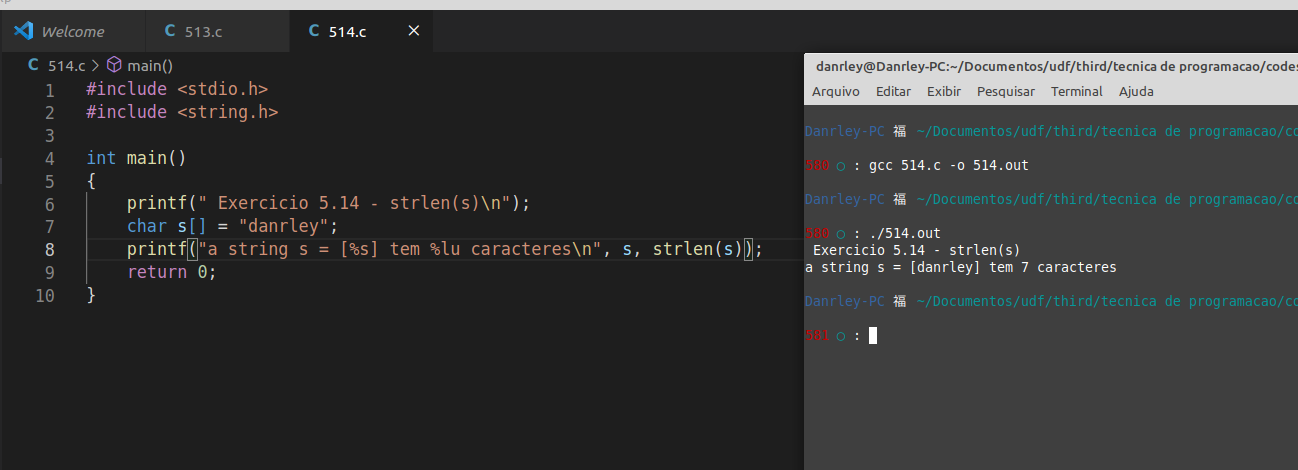 Welcome
C 513.c
C 514.c
C 514.c > main()
1 #include <stdio.h>
2 #include <string.h>
3
4 int main()
5 {
6 printf(" Exercicio 5.14 - strlen(s)\n");
7 char s[] = "danrley";
8 printf("a string s = [%s] tem %lu caracteres\n", s, strlen(s));
9 return 0;
10 }
danrley@Danrley-PC:~/Documentos/udf/third/tecnica de programacao/codes
Arquivo Editar Exibir Pesquisar Terminal Ajuda
Danrley-PC 福 ~/Documentos/udf/third/tecnica de programacao/co
580 ○ : gcc 514.c -o 514.out
Danrley-PC 福 ~/Documentos/udf/third/tecnica de programacao/co
580 ○ : ./514.out
Exercicio 5.14 - strlen(s)
a string s = [danrley] tem 7 caracteres
Danrley-PC 福 ~/Documentos/udf/third/tecnica de programacao/co
581 ○ :